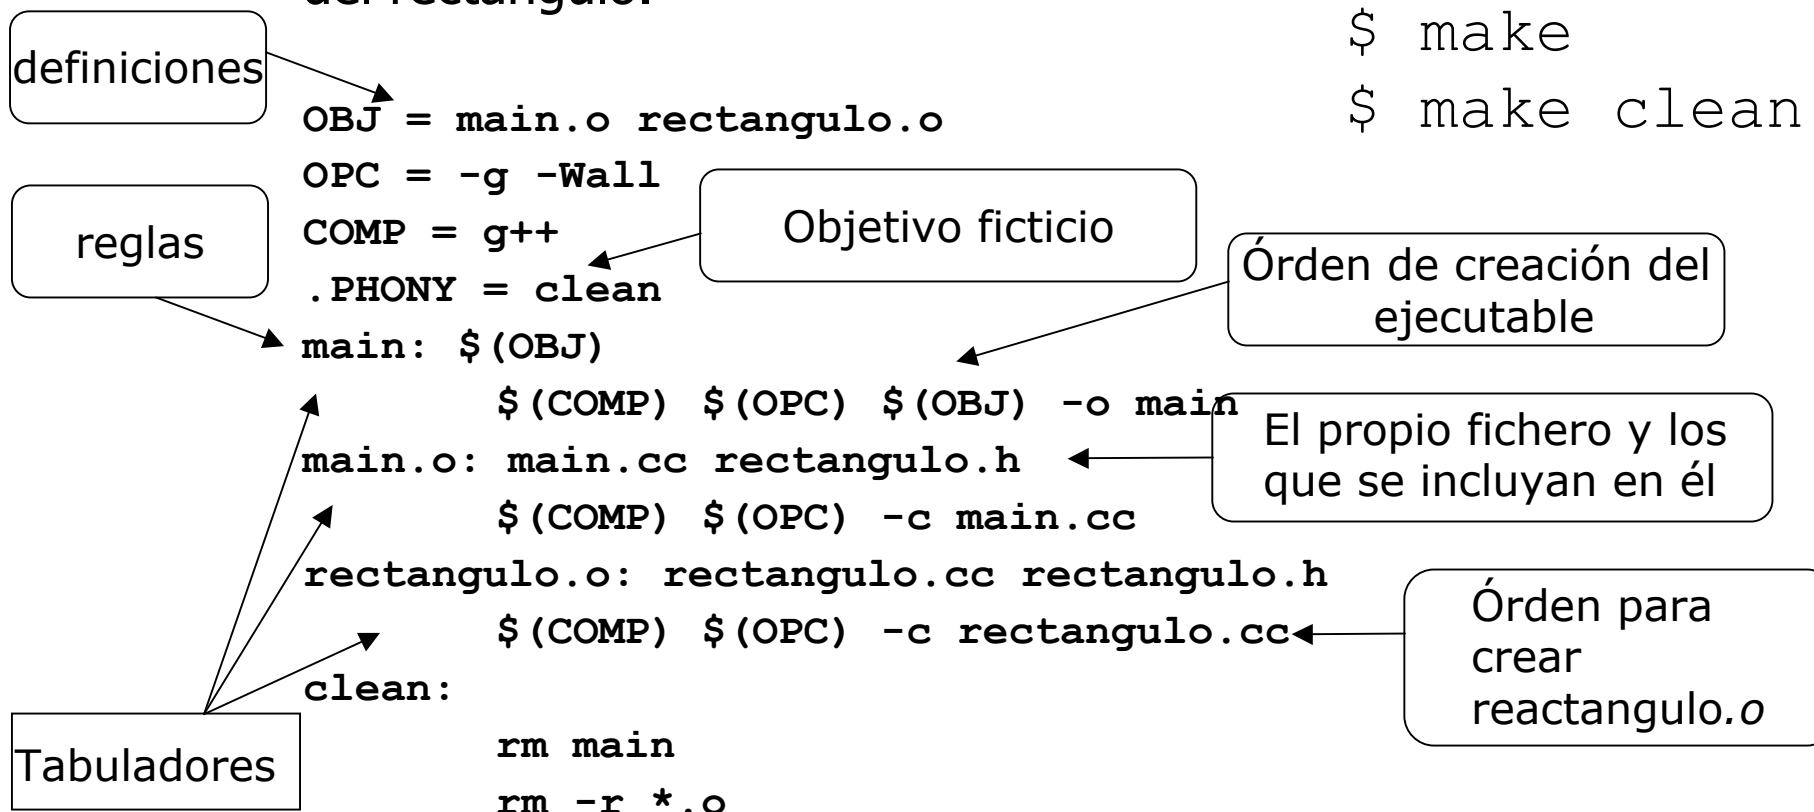 del rectángulo.
$ make
$ make clean
definiciones
OBJ = main.o rectangulo.o
OPC = -g -Wall
COMP = g++
.PHONY = clean
main: $(OBJ)
$(COMP) $(OPC) $(OBJ) -o main
main.o: main.cc rectangulo.h
$(COMP) $(OPC) -c main.cc
rectangulo.o: rectangulo.cc rectangulo.h
$(COMP) $(OPC) -c rectangulo.cc
clean:
rm main
rm -r *.o
reglas
Objetivo ficticio
Órden de creación del
ejecutable
El propio fichero y los
que se incluyan en él
Órden para
crear
reactangulo.o
Tabuladores